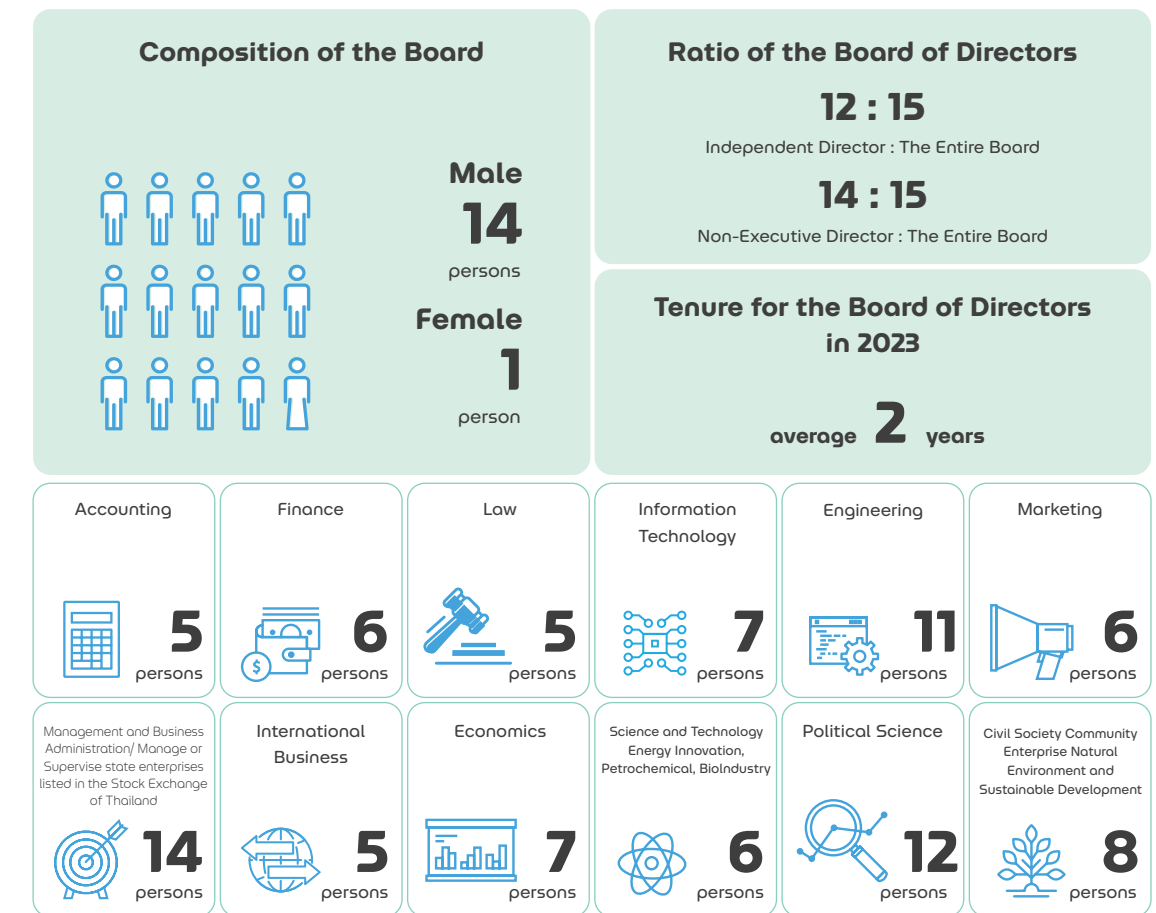 Composition of the Board
Male
14
persons
Female
1
person
Ratio of the Board of Directors
12 : 15
Independent Director : The Entire Board
14 : 15
Non-Executive Director : The Entire Board
Tenure for the Board of Directors
in 2023
average 2 years
Accounting
5
persons
Finance
$
6
persons
Law
5
persons
Information
Technology
7
persons
Engineering
11
persons
Marketing
6
persons
Management and Business
Administration/ Manage or
Supervise state enterprises
listed in the Stock Exchange
of Thailand
14
persons
International
Business
5
persons
Economics
7
persons
Science and Technology
Energy Innovation,
Petrochemical, BioIndustry
6
persons
Political Science
12
persons
Civil Society Community
Enterprise Natural
Environment and
Sustainable Development
8
persons